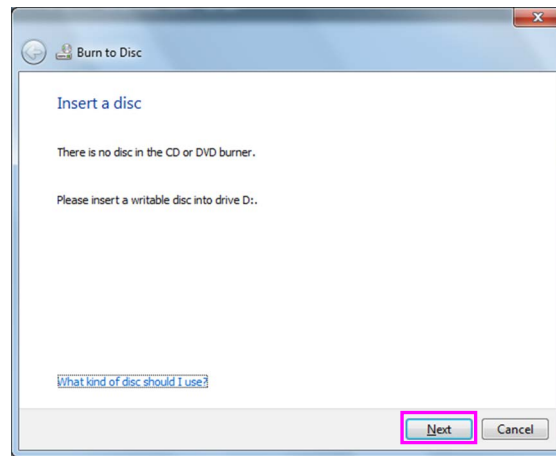 Burn to Disc
Insert a disc
There is no disc in the CD or DVD burner.
Please insert a writable disc into drive D:.
What kind of disc should I use?
Next Cancel